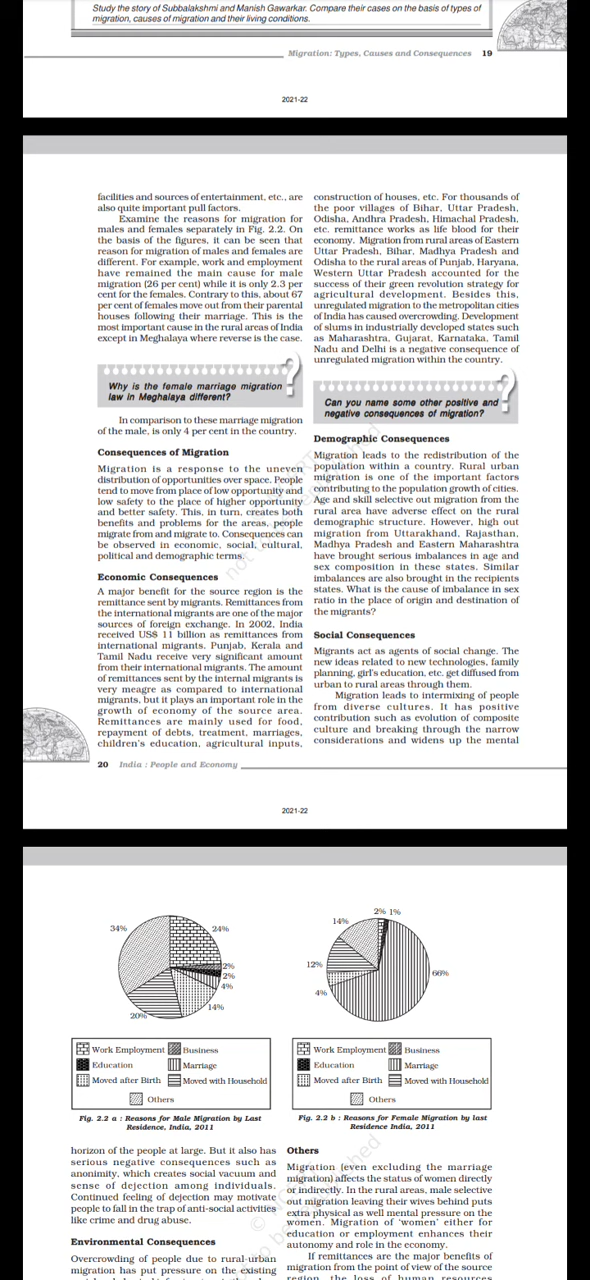 Study the story of Subbalakshmi and Manish Gawarkar. Compare their cases on the basis of types of
migration, causes of migration and their living conditions.
Migration: Types, Causes and Consequences 19
2021-22
facilities and sources of entertainment, etc., are
also quite important pull factors.
Examine the reasons for migration for
males and females separately in Fig. 2.2. On
the basis of the figures, it can be seen that
reason for migration of males and females are
different. For example, work and employment
have remained the main cause for male
migration (26 per cent) while it is only 2.3 per
cent for the females. Contrary to this, about 67
per cent of females move out from their parental
houses following their marriage. This is the
most important cause in the rural areas of India
except in Meghalaya where reverse is the case.
Why is the female marriage migration
law in Meghalaya different?
?
In comparison to these marriage migration
of the male, is only 4 per cent in the country.
Consequences of Migration
Migration is a response to the uneven
distribution of opportunities over space. People
tend to move from place of low opportunity and
low safety to the place of higher opportunity
and better safety. This, in turn, creates both
benefits and problems for the areas, people
migrate from and migrate to. Consequences can
be observed in economic, social, cultural,
political and demographic terms.
Economic Consequences
A major benefit for the source region is the
remittance sent by migrants. Remittances from
the international migrants are one of the major
sources of foreign exchange. In 2002, India
received US$ 11 billion as remittances from
international migrants. Punjab, Kerala and
Tamil Nadu receive very significant amount
from their international migrants. The amount
of remittances sent by the internal migrants is
very meagre as compared to international
migrants, but it plays an important role in the
growth of economy of the source area.
Remittances are mainly used for food,
repayment of debts, treatment, marriages,
children's education, agricultural inputs,
construction of houses, etc. For thousands of
the poor villages of Bihar, Uttar Pradesh,
Odisha, Andhra Pradesh, Himachal Pradesh,
etc. remittance works as life blood for their
economy. Migration from rural areas of Eastern
Uttar Pradesh, Bihar, Madhya Pradesh and
Odisha to the rural areas of Punjab, Haryana,
Western Uttar Pradesh accounted for the
success of their green revolution strategy for
agricultural development. Besides this,
unregulated migration to the metropolitan cities
of India has caused overcrowding. Development
of slums in industrially developed states such
as Maharashtra, Gujarat, Karnataka, Tamil
Nadu and Delhi is a negative consequence of
unregulated migration within the country.
Can you name some other positive and
negative consequences of migration?
?
Demographic Consequences
Migration leads to the redistribution of the
population within a country. Rural urban
migration is one of the important factors
contributing to the population growth of cities.
Age and skill selective out migration from the
rural area have adverse effect on the rural
demographic structure. However, high out
migration from Uttarakhand, Rajasthan,
Madhya Pradesh and Eastern Maharashtra
have brought serious imbalances in age and
sex composition in these states. Similar
imbalances are also brought in the recipients
states. What is the cause of imbalance in sex
ratio in the place of origin and destination of
the migrants?
Social Consequences
Migrants act as agents of social change. The
new ideas related to new technologies, family
planning, girl's education, etc. get diffused from
urban to rural areas through them.
Migration leads to intermixing of people
from diverse cultures. It has positive
contribution such as evolution of composite
culture and breaking through the narrow
considerations and widens up the mental
20 India : People and Economy
2021-22
34%
24%
2%
2%
4%
14%
20%
Work Employment Business
Education Marriage
Moved after Birth Moved with Household
Others
Fig. 2.2 a : Reasons for Male Migration by Last
Residence, India, 2011
2% 1%
14%
12%
4%
66%
Work Employment Business
Education Marriage
Moved after Birth Moved with Household
Others
Fig. 2.2 b : Reasons for Female Migration by last
Residence India, 2011
horizon of the people at large. But it also has
serious negative consequences such as
anonimity, which creates social vacuum and
sense of dejection among individuals.
Continued feeling of dejection may motivate
people to fall in the trap of anti-social activities
like crime and drug abuse.
Environmental Consequences
Overcrowding of people due to rural-urban
migration has put pressure on the existing
Others
Migration (even excluding the marriage
migration) affects the status of women directly
or indirectly. In the rural areas, male selective
out migration leaving their wives behind puts
extra physical as well mental pressure on the
women. Migration of 'women' either for
education or employment enhances their
autonomy and role in the economy.
If remittances are the major benefits of
migration from the point of view of the source
region, the loss of human resources